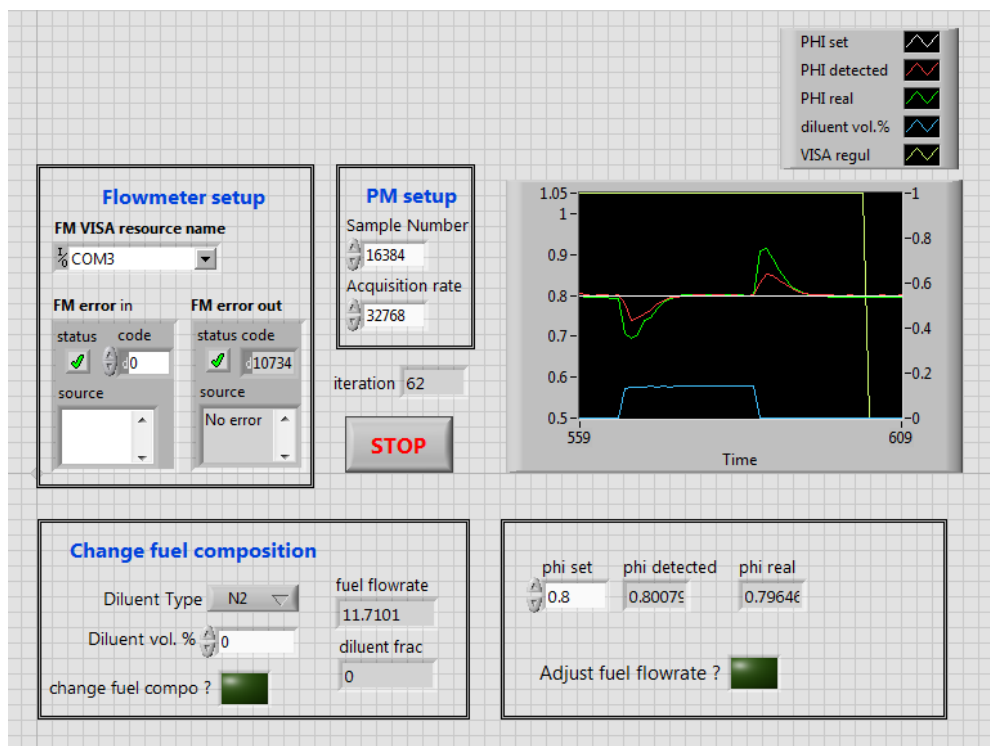 PHI set
PHI detected
PHI real
diluent vol.%
VISA regul
Flowmeter setup
FM VISA resource name
I/O COM3
FM error in
FM error out
status code
status code
d 0
d 10734
source
source
No error
PM setup
Sample Number
16384
Acquisition rate
32768
iteration 62
STOP
1.05
1
0.9
0.8
0.7
0.6
0.5
1
0.8
0.6
0.4
0.2
0
559
609
Time
Change fuel composition
Diluent Type N2
Diluent vol. % 0
change fuel compo ?
fuel flowrate
11.7101
diluent frac
0
phi set
phi detected
phi real
0.8
0.80079
0.79646
Adjust fuel flowrate ?